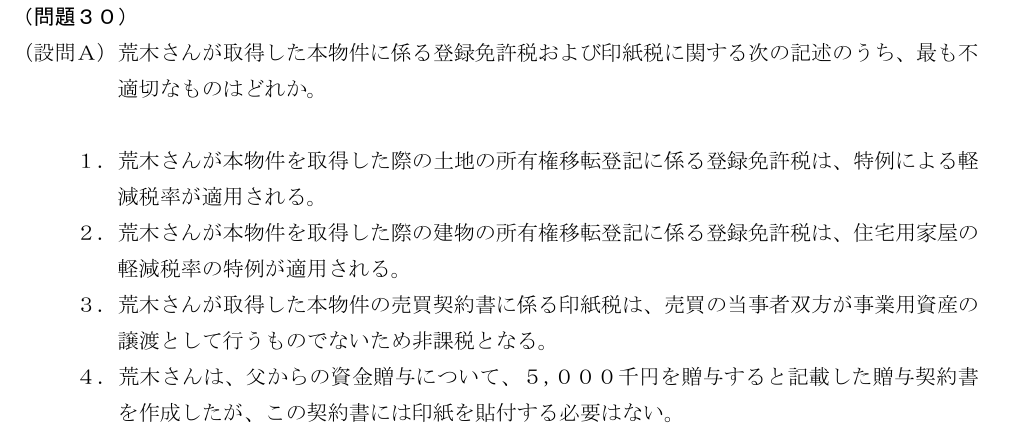 （問題３０）
（設問Ａ）荒木さんが取得した本物件に係る登録免許税および印紙税に関する次の記述のうち、最も不
適切なものはどれか。
１．荒木さんが本物件を取得した際の土地の所有権移転登記に係る登録免許税は、特例による軽
減税率が適用される。
２．荒木さんが本物件を取得した際の建物の所有権移転登記に係る登録免許税は、住宅用家屋の
軽減税率の特例が適用される。
３．荒木さんが取得した本物件の売買契約書に係る印紙税は、売買の当事者双方が事業用資産の
譲渡として行うものでないため非課税となる。
４．荒木さんは、父からの資金贈与について、５,０００千円を贈与すると記載した贈与契約書
を作成したが、この契約書には印紙を貼付する必要はない。